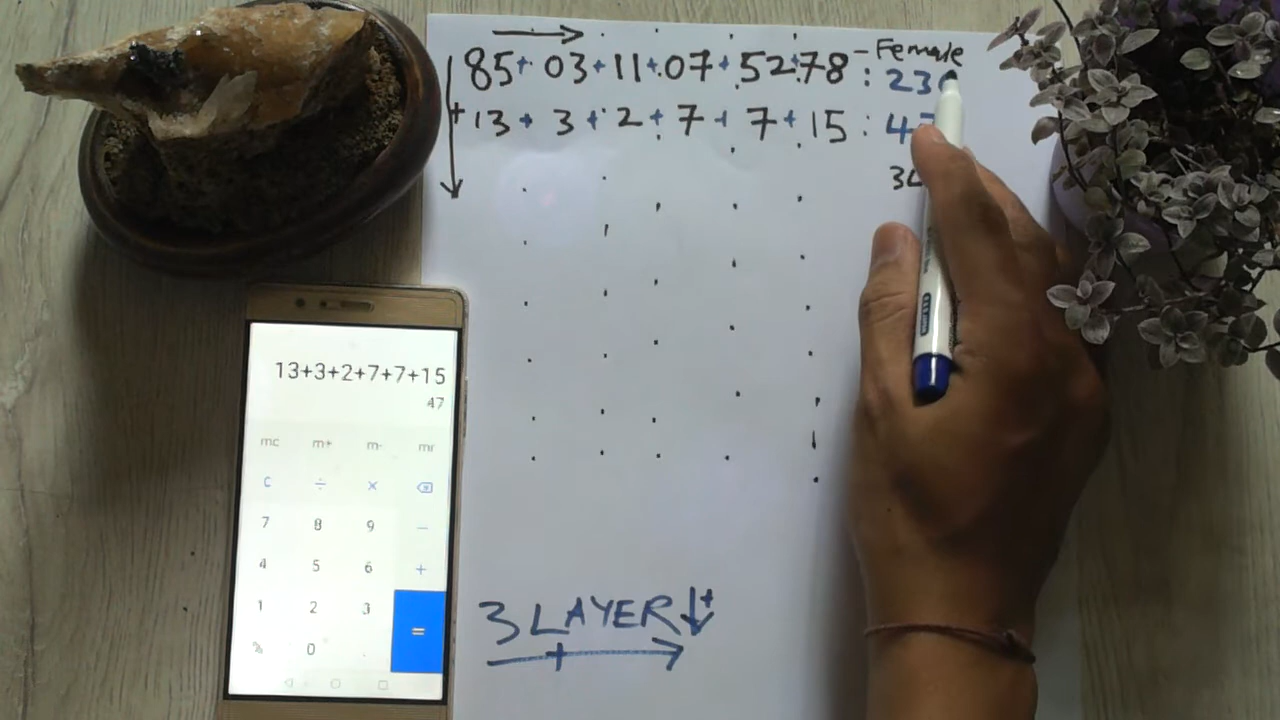 85+03+11+07+52+78 - Female
: 23
+ 13 + 3 + 2 + 7 + 7 + 15 : 47
3
3 LAYER +
+
13+3+2+7+7+15
47
mc m+ m- mr
C ÷ ×
7 8 9 −
4 5 6 +
1 2 3 =
% 0 .